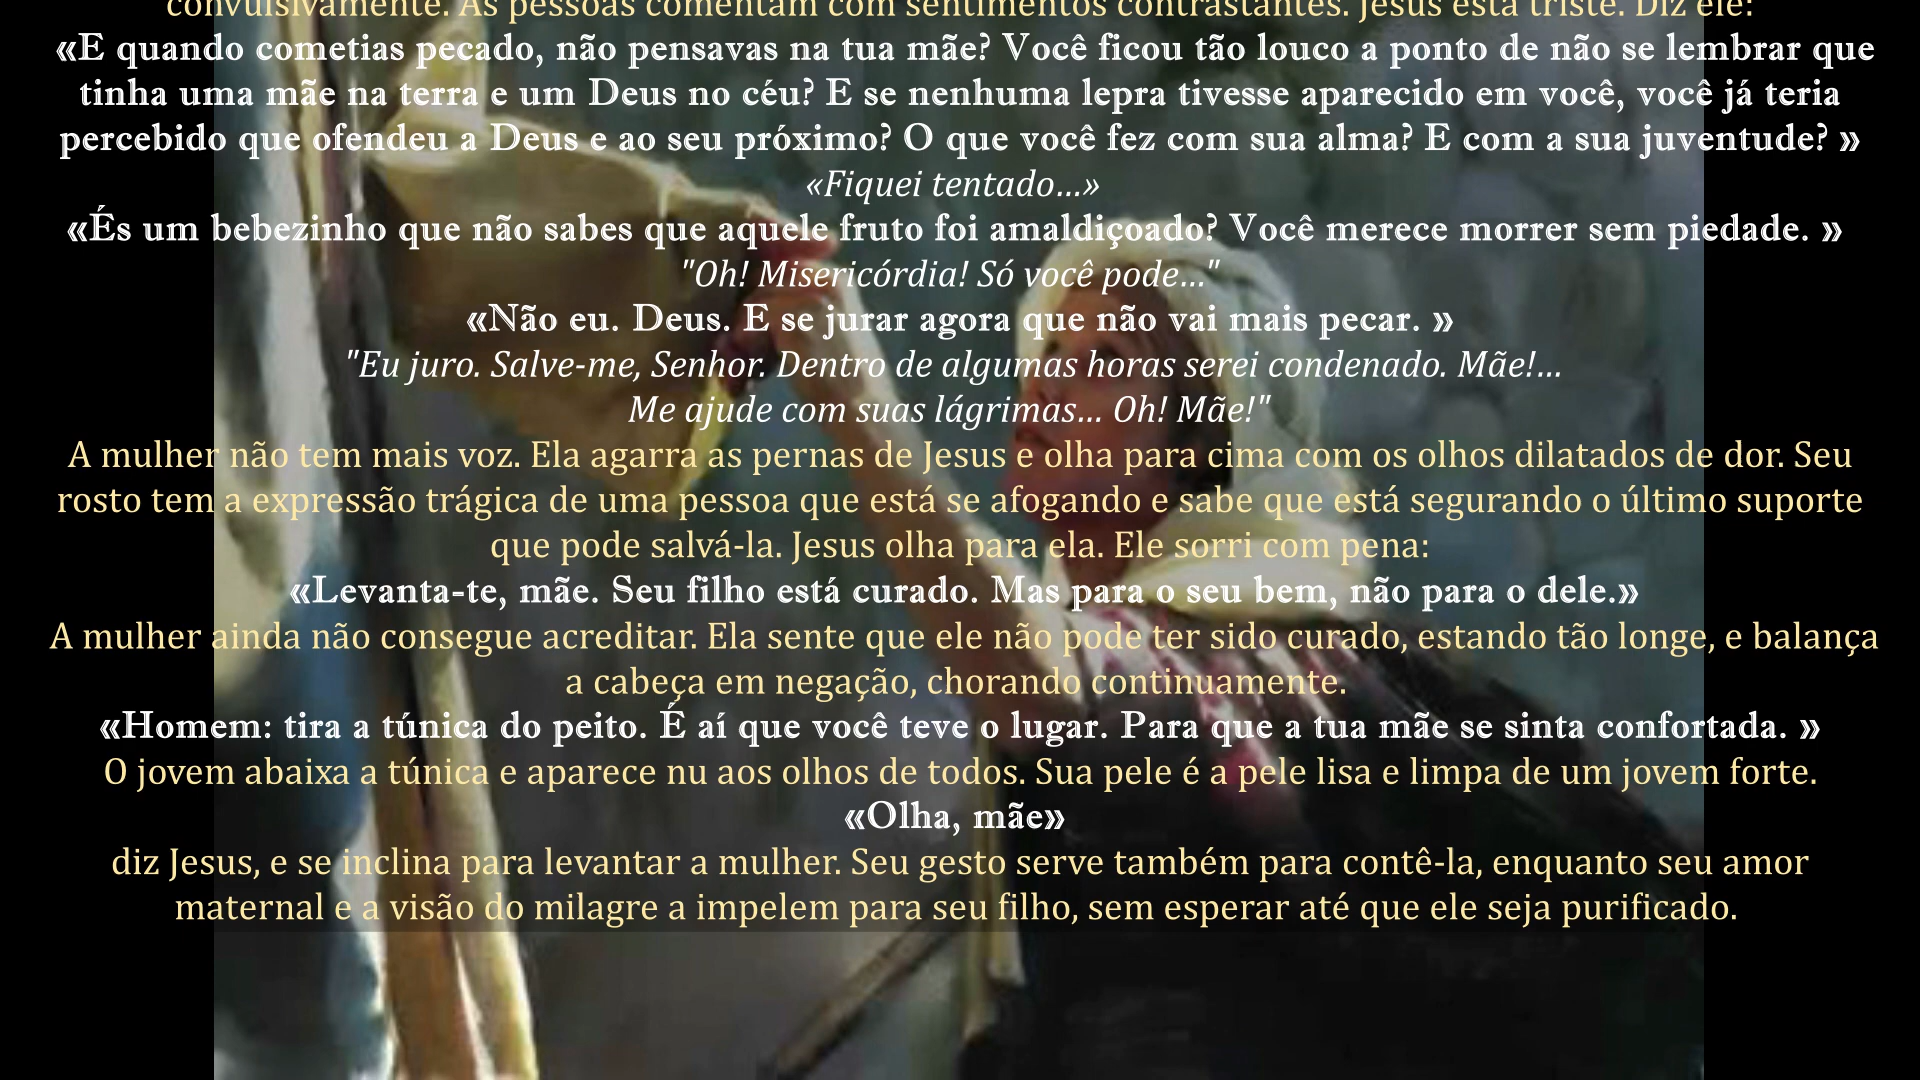 convulsivamente. As pessoas comentam com sentimentos contrastantes. Jesus está triste. Diz ele:
«E quando cometias pecado, não pensavas na tua mãe? Você ficou tão louco a ponto de não se lembrar que
tinha uma mãe na terra e um Deus no céu? E se nenhuma lepra tivesse aparecido em você, você já teria
percebido que ofendeu a Deus e ao seu próximo? O que você fez com sua alma? E com a sua juventude? »
«Fiquei tentado...»
«És um bebezinho que não sabes que aquele fruto foi amaldiçoado? Você merece morrer sem piedade. »
"Oh! Misericórdia! Só você pode..."
«Não eu. Deus. E se jurar agora que não vai mais pecar. »
"Eu juro. Salve-me, Senhor. Dentro de algumas horas serei condenado. Mãe!...
Me ajude com suas lágrimas... Oh! Mãe!"
A mulher não tem mais voz. Ela agarra as pernas de Jesus e olha para cima com os olhos dilatados de dor. Seu
rosto tem a expressão trágica de uma pessoa que está se afogando e sabe que está segurando o último suporte
que pode salvá-la. Jesus olha para ela. Ele sorri com pena:
«Levanta-te, mãe. Seu filho está curado. Mas para o seu bem, não para o dele.»
A mulher ainda não consegue acreditar. Ela sente que ele não pode ter sido curado, estando tão longe, e balança
a cabeça em negação, chorando continuamente.
«Homem: tira a túnica do peito. É aí que você teve o lugar. Para que a tua mãe se sinta confortada. »
O jovem abaixa a túnica e aparece nu aos olhos de todos. Sua pele é a pele lisa e limpa de um jovem forte.
«Olha, mãe»
diz Jesus, e se inclina para levantar a mulher. Seu gesto serve também para contê-la, enquanto seu amor
maternal e a visão do milagre a impelem para seu filho, sem esperar até que ele seja purificado.